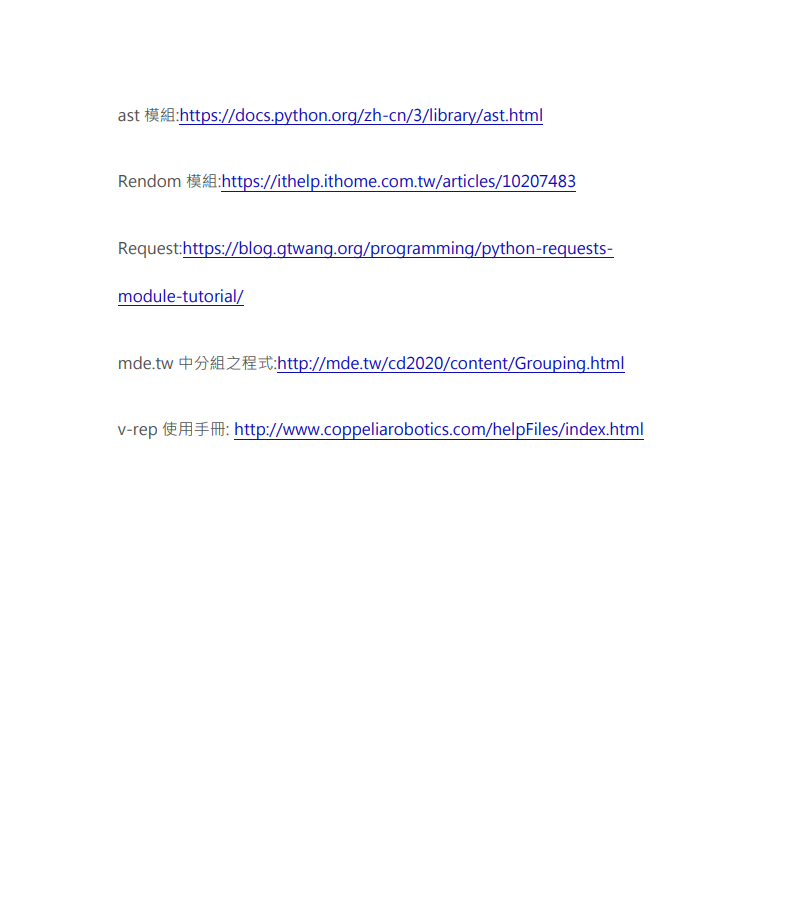 ast 模組:https://docs.python.org/zh-cn/3/library/ast.html
Rendom 模組:https://ithelp.ithome.com.tw/articles/10207483
Request:https://blog.gtwang.org/programming/python-requests-
module-tutorial/
mde.tw 中分組之程式:http://mde.tw/cd2020/content/Grouping.html
v-rep 使用手冊: http://www.coppeliarobotics.com/helpFiles/index.html